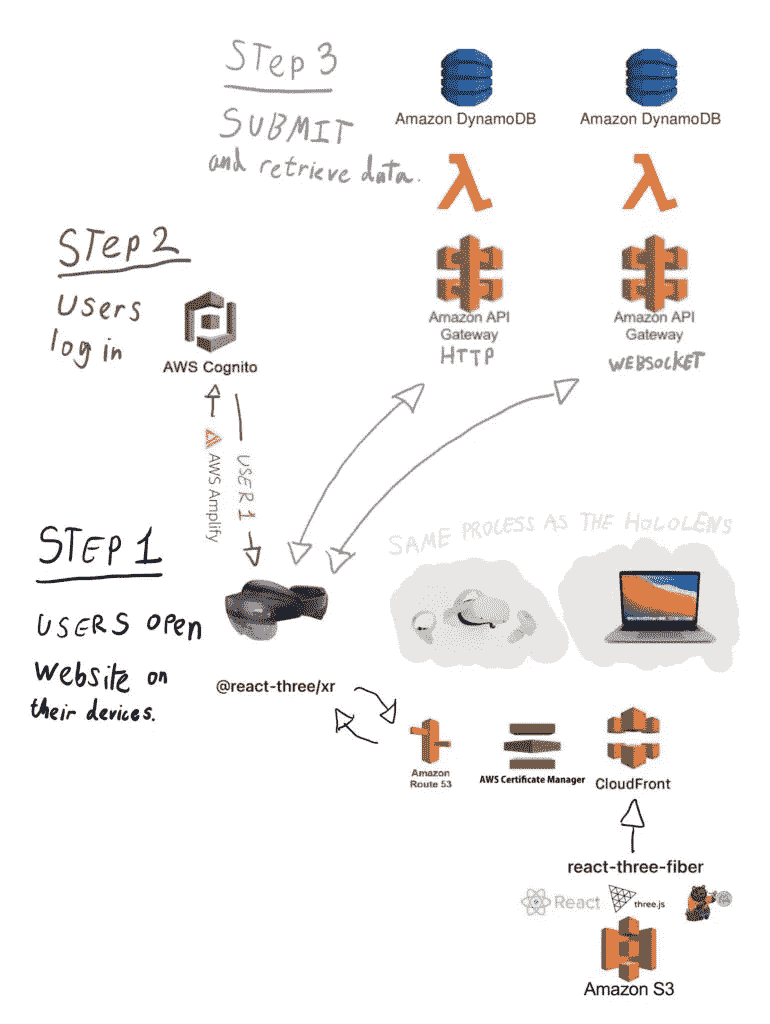 STep 3
SUBMIT
and retrieve data.
Amazon DynamoDB
Amazon DynamoDB
Amazon API
Gateway
HTTP
Amazon API
Gateway
WEBSOCKET
STep 2
Users
log in
AWS Cognito
AWS Amplify
USER 1
STEP 1
USERS open
Website on
their devices.
SAME PROCESS AS THE HOLOLENS
@react-three/xr
Amazon
Route 53
AWS Certificate Manager
CloudFront
react-three-fiber
React
three.js
Amazon S3